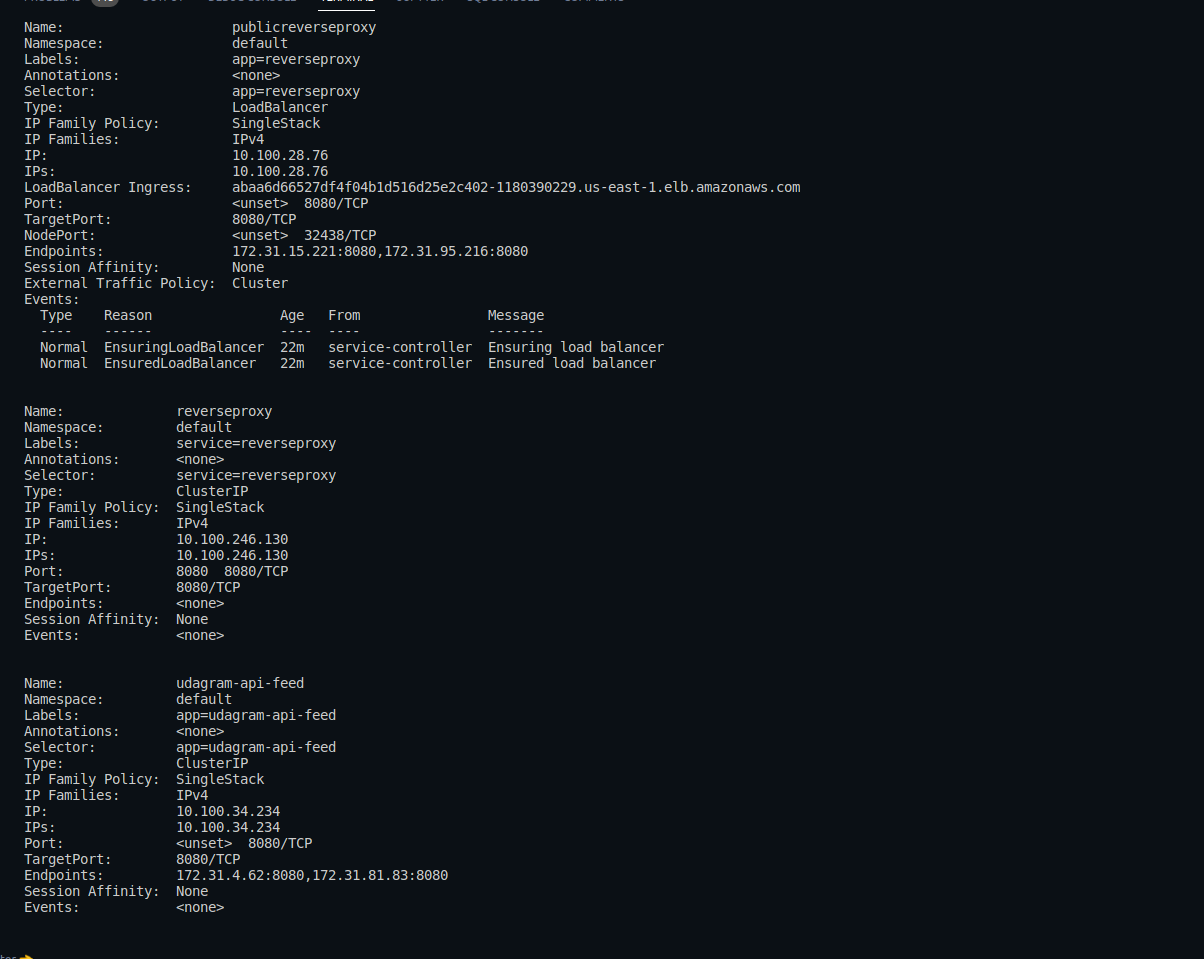 Name:                     publicreverseproxy
Namespace:                default
Labels:                   app=reverseproxy
Annotations:              <none>
Selector:                 app=reverseproxy
Type:                     LoadBalancer
IP Family Policy:         SingleStack
IP Families:              IPv4
IP:                       10.100.28.76
IPs:                      10.100.28.76
LoadBalancer Ingress:     abaa6d66527df4f04b1d516d25e2c402-1180390229.us-east-1.elb.amazonaws.com
Port:                     <unset>  8080/TCP
TargetPort:               8080/TCP
NodePort:                 <unset>  32438/TCP
Endpoints:                172.31.15.221:8080,172.31.95.216:8080
Session Affinity:         None
External Traffic Policy:  Cluster
Events:
  Type    Reason                Age   From                Message
  ----    ------                ----  ----                -------
  Normal  EnsuringLoadBalancer  22m   service-controller  Ensuring load balancer
  Normal  EnsuredLoadBalancer   22m   service-controller  Ensured load balancer
Name:              reverseproxy
Namespace:         default
Labels:            service=reverseproxy
Annotations:       <none>
Selector:          service=reverseproxy
Type:              ClusterIP
IP Family Policy:  SingleStack
IP Families:       IPv4
IP:                10.100.246.130
IPs:               10.100.246.130
Port:              8080  8080/TCP
TargetPort:        8080/TCP
Endpoints:         <none>
Session Affinity:  None
Events:            <none>
Name:              udagram-api-feed
Namespace:         default
Labels:            app=udagram-api-feed
Annotations:       <none>
Selector:          app=udagram-api-feed
Type:              ClusterIP
IP Family Policy:  SingleStack
IP Families:       IPv4
IP:                10.100.34.234
IPs:               10.100.34.234
Port:              <unset>  8080/TCP
TargetPort:        8080/TCP
Endpoints:         172.31.4.62:8080,172.31.81.83:8080
Session Affinity:  None
Events:            <none>